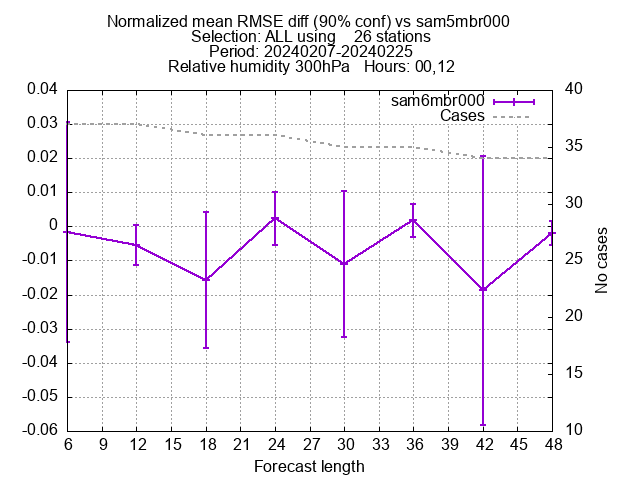 Normalized mean RMSE diff (90% conf) vs sam5mbr000
Selection: ALL using    26 stations
Period: 20240207-20240225
Relative humidity 300hPa   Hours: 00,12
sam6mbr000
Cases
0.04
0.03
0.02
0.01
0
-0.01
-0.02
-0.03
-0.04
-0.05
-0.06
40
35
30
25
20
15
10
No cases
6 12 15 18 21 24 27 30 33 36 39 42 45 48
Forecast length